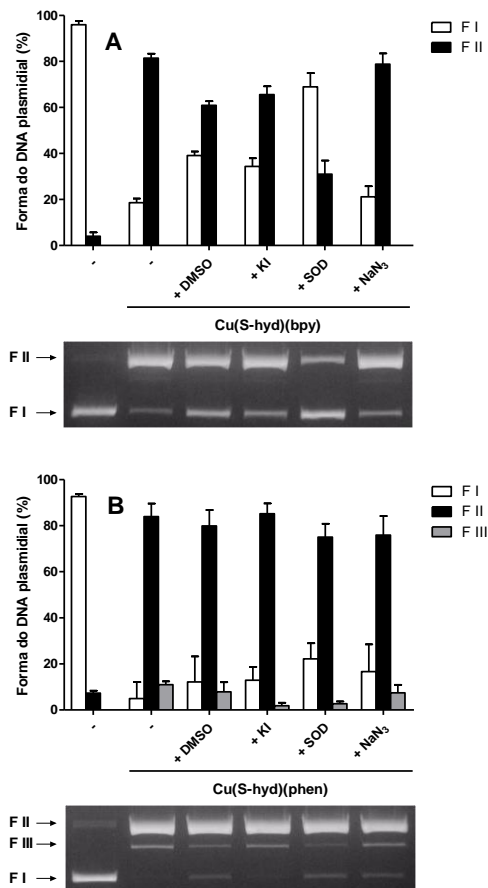 A
Forma do DNA plasmidial (%)
100
80
60
40
20
0
F I
F II
-
-
+ DMSO
+ KI
+ SOD
+ NaN₃
Cu(S-hyd)(bpy)
F II
F I
B
Forma do DNA plasmidial (%)
100
80
60
40
20
0
F I
F II
F III
-
-
+ DMSO
+ KI
+ SOD
+ NaN₃
Cu(S-hyd)(phen)
F II
F III
F I